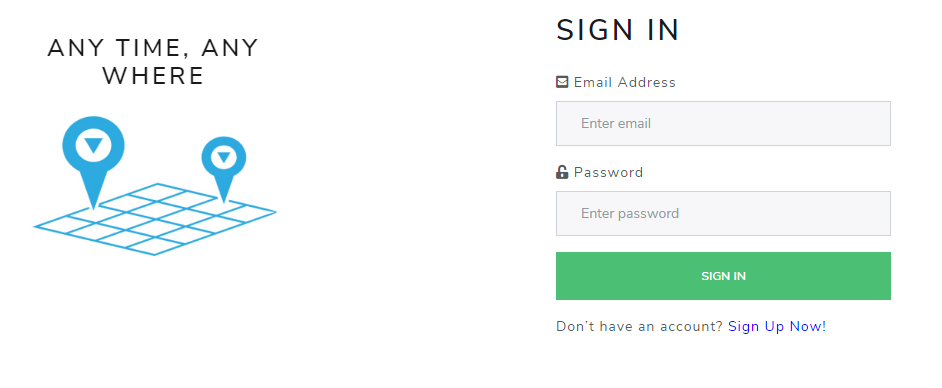 ANY TIME, ANY
WHERE
SIGN IN
Email Address
Enter email
Password
Enter password
SIGN IN
Don't have an account? Sign Up Now!